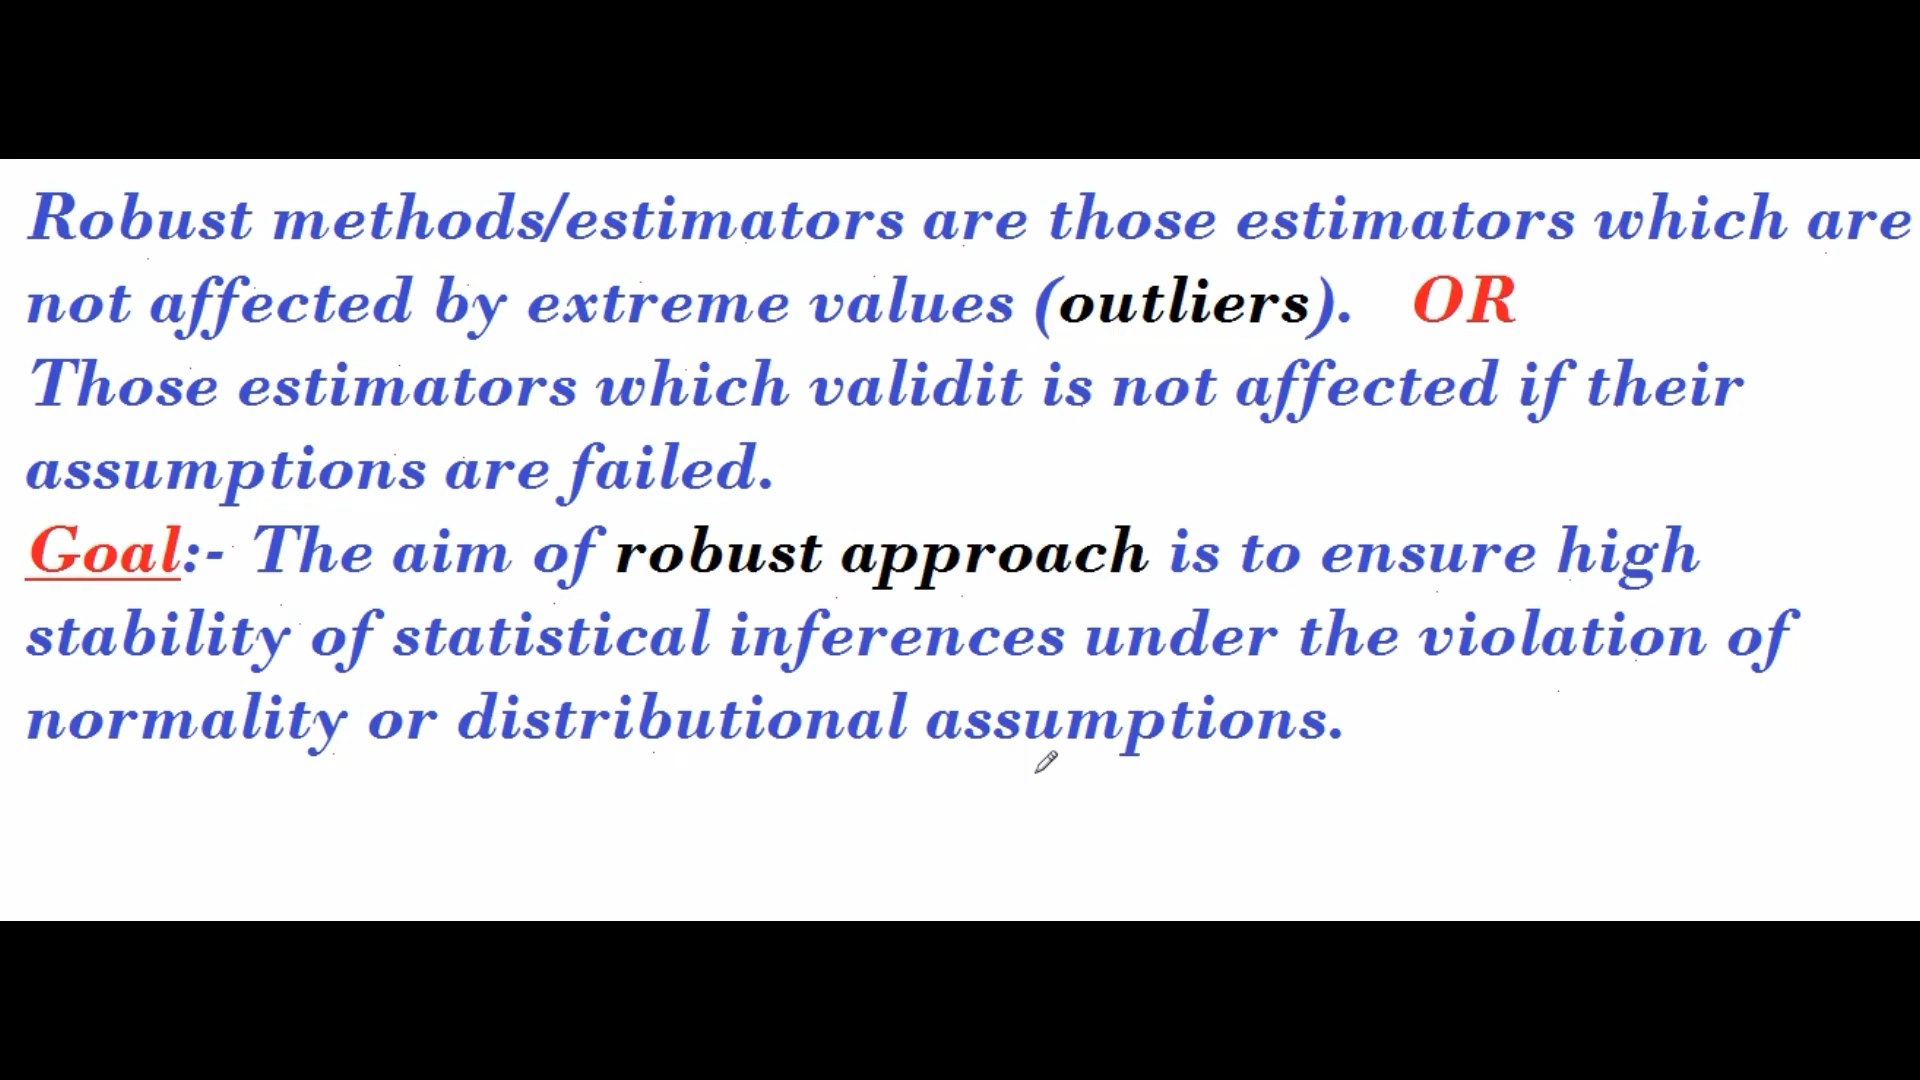 Robust methods/estimators are those estimators which are
not affected by extreme values (outliers). OR
Those estimators which validit is not affected if their
assumptions are failed.
Goal:- The aim of robust approach is to ensure high
stability of statistical inferences under the violation of
normality or distributional assumptions.